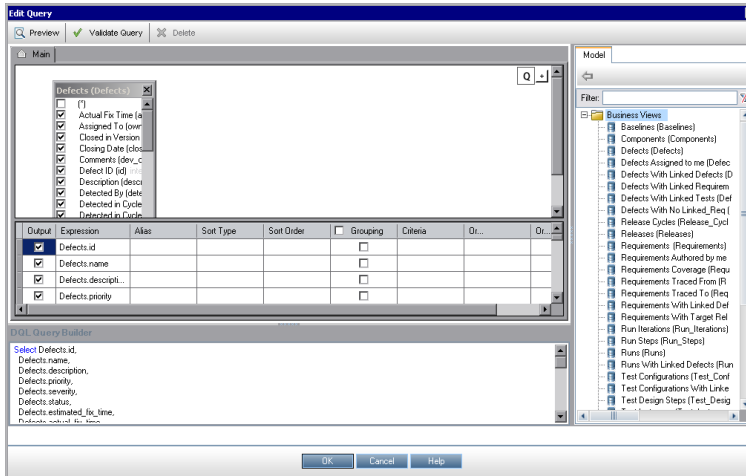 Edit Query
Preview Validate Query Delete
Main
Q +
Defects (Defects)
(*)
Actual Fix Time (a
Assigned To (own
Closed in Version
Closing Date (clos
Comments (dev_c
Defect ID (id)
Description (descri
Detected By (dete
Detected in Cycle
Detected in Cycle
Output Expression Alias Sort Type Sort Order Grouping Criteria Or... Or...
Defects.id
Defects.name
Defects.descripti...
Defects.priority
DQL Query Builder
Select Defects.id,
Defects.name,
Defects.description,
Defects.priority,
Defects.severity,
Defects.status,
Defects.estimated_fix_time,
Defects.actual_fix_time
Model
Filter:
Business Views
Baselines (Baselines)
Components (Components)
Defects (Defects)
Defects Assigned to me (Defec
Defects With Linked Defects (D
Defects With Linked Requirem
Defects With Linked Tests (Def
Defects With No Linked_Req (
Release Cycles (Release_Cycl
Releases (Releases)
Requirements (Requirements)
Requirements Authored by me
Requirements Coverage (Requ
Requirements Traced From (R
Requirements Traced To (Req
Requirements With Linked Def
Requirements With Target Rel
Run Iterations (Run_Iterations)
Run Steps (Run_Steps)
Runs (Runs)
Runs With Linked Defects (Run
Test Configurations (Test_Conf
Test Configurations With Linke
Test Design Steps (Test_Desig
OK Cancel Help